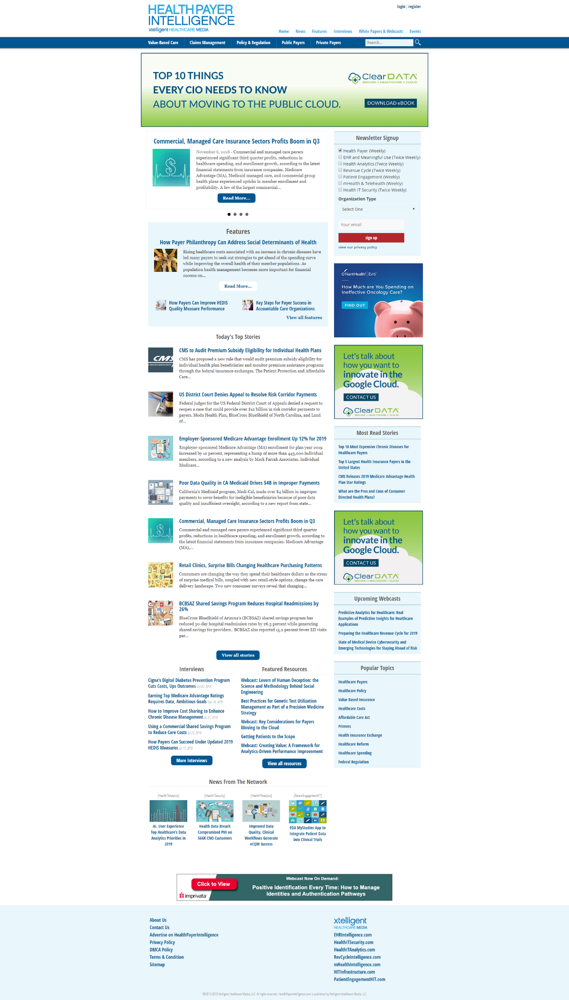 HEALTHPAYER
INTELLIGENCE
xtelligent HEALTHCARE MEDIA
login | register
Home News Features Interviews White Papers & Webcasts Events
Value-Based Care Claims Management Policy & Regulation Public Payers Private Payers Search...
TOP 10 THINGS
EVERY CIO NEEDS TO KNOW
ABOUT MOVING TO THE PUBLIC CLOUD.
ClearDATA
SECURE • HEALTHCARE • CLOUD
DOWNLOAD eBOOK
Commercial, Managed Care Insurance Sectors Profits Boom in Q3
November 6, 2018 - Commercial and managed care payers
experienced significant third quarter profits, reductions in
healthcare spending, and enrollment growth, according to the latest
financial statements from insurance companies. Medicare
Advantage (MA), Medicaid managed care, and commercial group
health plans experienced upticks in member enrollment and
profitability. A few of the largest commercial...
Read More...
Features
How Payer Philanthropy Can Address Social Determinants of Health
Rising healthcare costs associated with an increase in chronic diseases have
led many payers to seek out strategies to get ahead of the spending curve
while improving the overall health of their member populations. As
population health management becomes more important for financial
success on...
Read More...
How Payers Can Improve HEDIS
Quality Measure Performance
Key Steps for Payer Success in
Accountable Care Organizations
View all features
Today's Top Stories
CMS
CMS to Audit Premium Subsidy Eligibility for Individual Health Plans
CMS has proposed a new rule that would audit premium subsidy eligibility for
individual health plan beneficiaries and monitor premium assistance programs
through the federal insurance exchanges. The Patient Protection and Affordable
Care...
US District Court Denies Appeal to Resolve Risk Corridor Payments
Federal judges for the US Federal District Court of Appeals denied a request to
reopen a case that could provide over $12 billion in risk corridor payments to
payers. Moda Health Plan, BlueCross BlueShield of North Carolina, and Land
of...
Employer-Sponsored Medicare Advantage Enrollment Up 12% for 2019
Employer-sponsored Medicare Advantage (MA) enrollment for plan year 2019
increased by 12 percent, representing a bump of more than 443,000 individual
members, according to a new analysis by Mark Farrah Associates. Individual
Medicare...
Poor Data Quality in CA Medicaid Drives $4B in Improper Payments
California's Medicaid program, Medi-Cal, made over $4 billion in improper
payments to cover benefits for ineligible beneficiaries because of poor data
quality and insufficient oversight, according to a new report from state...
Commercial, Managed Care Insurance Sectors Profits Boom in Q3
Commercial and managed care payers experienced significant third quarter
profits, reductions in healthcare spending, and enrollment growth, according to
the latest financial statements from insurance companies. Medicare Advantage
(MA),...
Retail Clinics, Surprise Bills Changing Healthcare Purchasing Patterns
Consumers are changing the way they spend their healthcare dollars as the stress
of surprise medical bills, coupled with new retail-style options, change the care
delivery landscape. Two new consumer surveys reveal that changing...
BCBSAZ Shared Savings Program Reduces Hospital Readmissions by
26%
BlueCross BlueShield of Arizona's (BCBSAZ) shared savings program has
reduced 30-day hospital readmission rates by 26.3 percent while generating
shared savings for providers.. BCBSAZ also reported 15.2 percent fewer ED visits
per...
View all stories
Interviews
Cigna's Digital Diabetes Prevention Program
Cuts Costs, Ups Outcomes Oct 02, 2018
Earning Top Medicare Advantage Ratings
Requires Data, Ambitious Goals Sep 18, 2018
How to Improve Cost Sharing to Enhance
Chronic Disease Management Jul 31, 2018
Using a Commercial Shared Savings Program
to Reduce Care Costs Jul 23, 2018
How Payers Can Succeed Under Updated 2019
HEDIS Measures Jul 17, 2018
More Interviews
Featured Resources
Webcast: Levers of Human Deception: the
Science and Methodology Behind Social
Engineering
Best Practices for Genetic Test Utilization
Management as Part of a Precision Medicine
Strategy
Webcast: Key Considerations for Payers
Moving to the Cloud
Getting Patients to the Scope
Webcast: Creating Value: A Framework for
Analytics-Driven Performance Improvement
View all resources
News From The Network
[HealthITAnalytics]
AI, User Experience
Top Healthcare's Data
Analytics Priorities in
2019
[HealthITSecurity]
Health Data Breach
Compromised PHI on
566K CNO Customers
[HealthITAnalytics]
Improved Data
Quality, Clinical
Workflows Generate
eCQM Success
[PatientEngagementHIT]
FDA MyStudies App to
Integrate Patient Data
into Clinical Trials
Newsletter Signup
Health Payer (Weekly)
EHR and Meaningful Use (Twice Weekly)
Health Analytics (Twice Weekly)
Revenue Cycle (Twice Weekly)
Patient Engagement (Weekly)
mHealth & Telehealth (Weekly)
Health IT Security (Twice Weekly)
Organization Type
Select One
Your email
sign up
view our privacy policy
NantHealth | Eviti
How Much are You Spending on
Ineffective Oncology Care?
FIND OUT
Let's talk about
how you want to
innovate in the
Google Cloud.
CONTACT US
ClearDATA
SECURE • HEALTHCARE • CLOUD
Most Read Stories
Top 10 Most Expensive Chronic Diseases for
Healthcare Payers
Top 5 Largest Health Insurance Payers in the
United States
CMS Releases 2019 Medicare Advantage Health
Plan Star Ratings
What are the Pros and Cons of Consumer
Directed Health Plans?
Let's talk about
how you want to
innovate in the
Google Cloud.
CONTACT US
ClearDATA
SECURE • HEALTHCARE • CLOUD
Upcoming Webcasts
Predictive Analytics for Healthcare: Real
Examples of Predictive Insights for Healthcare
Applications
Preparing the Healthcare Revenue Cycle for 2019
State of Medical Device Cybersecurity and
Emerging Technologies for Staying Ahead of Risk
Popular Topics
Healthcare Payers
Healthcare Policy
Value Based Insurance
Healthcare Costs
Affordable Care Act
Primers
Health Insurance Exchange
Healthcare Reform
Healthcare Spending
Federal Regulation
Click to View
imprivata
Webcast Now On Demand:
Positive Identification Every Time: How to Manage
Identities and Authentication Pathways
About Us
Contact Us
Advertise on HealthPayerIntelligence
Privacy Policy
DMCA Policy
Terms & Condition
Sitemap
xtelligent
HEALTHCARE MEDIA
EHRIntelligence.com
HealthITSecurity.com
HealthITAnalytics.com
RevCycleIntelligence.com
mHealthIntelligence.com
HITInfrastructure.com
PatientEngagementHIT.com
©2012-2018 Xtelligent Healthcare Media, LLC. All rights reserved. HealthPayerIntelligence.com is published by Xtelligent Healthcare Media, LLC